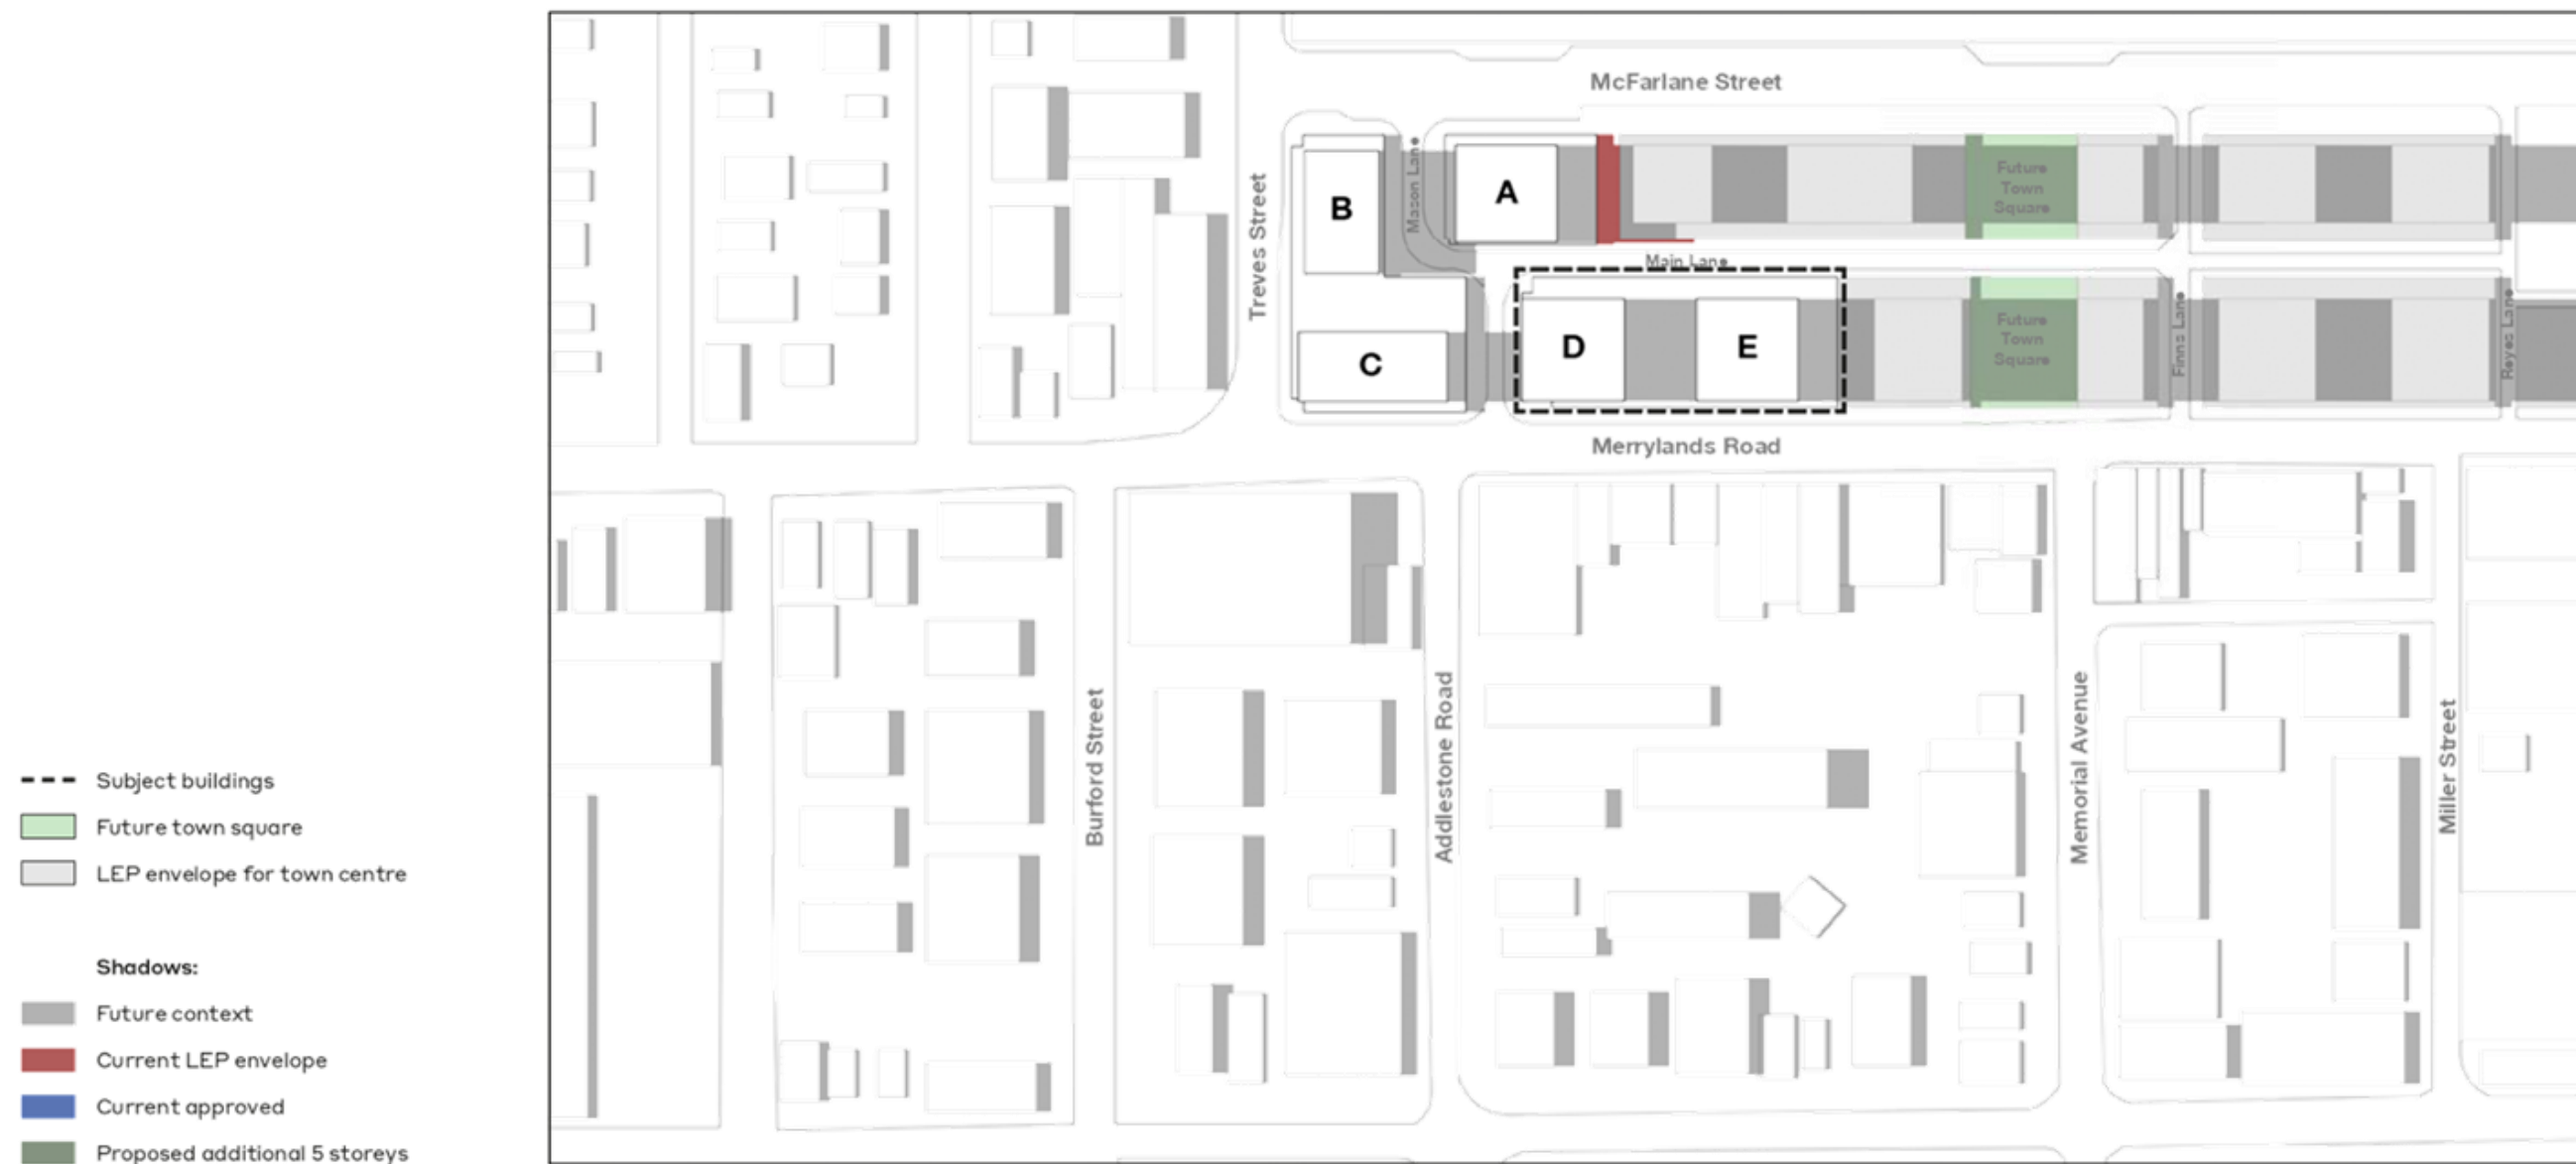 McFarlane Street
Mason Lane
Treves Street
B
A
Future
Town
Square
Main Lane
C
D
E
Future
Town
Square
Finns Lane
Reyes Lane
Merrylands Road
Burford Street
Addlestone Road
Memorial Avenue
Miller Street
Subject buildings
Future town square
LEP envelope for town centre
Shadows:
Future context
Current LEP envelope
Current approved
Proposed additional 5 storeys